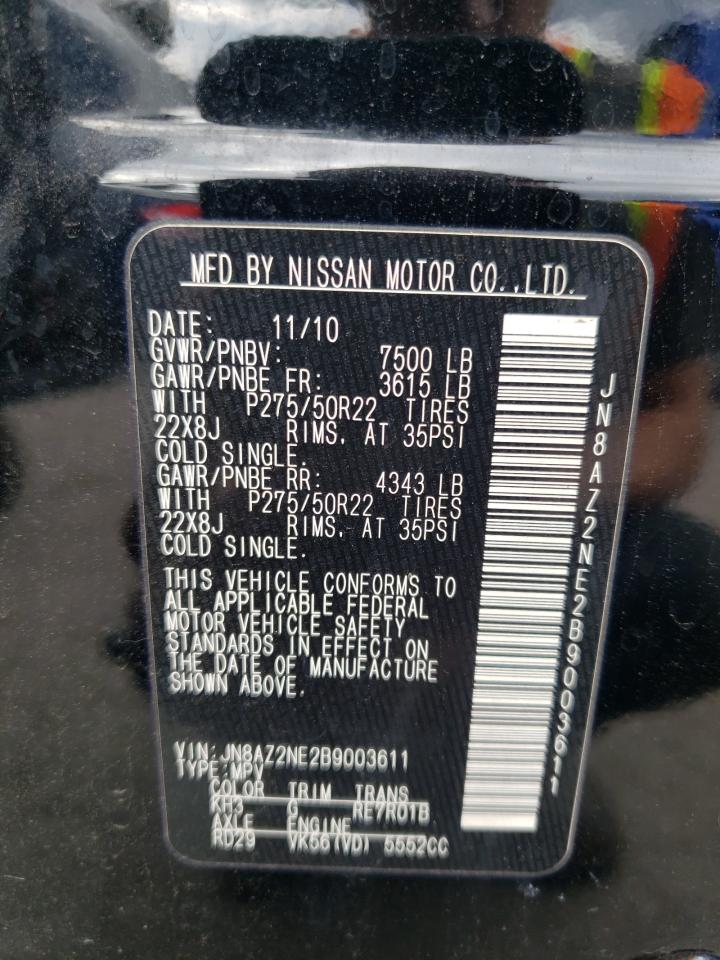 MFD BY NISSAN MOTOR CO.,LTD.
DATE: 11/10
GVWR/PNBV: 7500 LB
GAWR/PNBE FR: 3615 LB
WITH P275/50R22 TIRES
22X8J RIMS, AT 35PSI
COLD SINGLE.
GAWR/PNBE RR: 4343 LB
WITH P275/50R22 TIRES
22X8J RIMS, AT 35PSI
COLD SINGLE.
THIS VEHICLE CONFORMS TO
ALL APPLICABLE FEDERAL
MOTOR VEHICLE SAFETY
STANDARDS IN EFFECT ON
THE DATE OF MANUFACTURE
SHOWN ABOVE.
VIN:JN8AZ2NE2B9003611
TYPE:MPV
COLOR TRIM TRANS
KH3 G RE7R01B
AXLE ENGINE
RD29 VK56(VD) 5552CC
JN8AZ2NE2B9003611